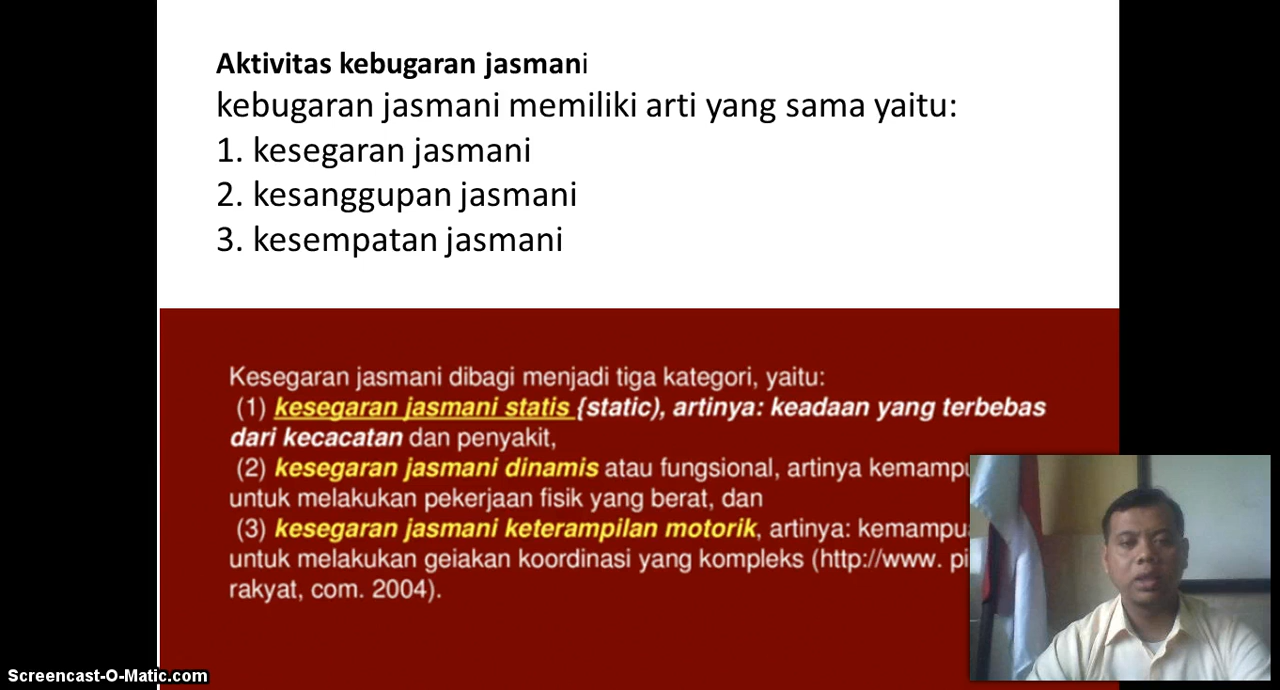 Aktivitas kebugaran jasmani
kebugaran jasmani memiliki arti yang sama yaitu:
1. kesegaran jasmani
2. kesanggupan jasmani
3. kesempatan jasmani
Kesegaran jasmani dibagi menjadi tiga kategori, yaitu:
(1) kesegaran jasmani statis {static), artinya: keadaan yang terbebas
dari kecacatan dan penyakit,
(2) kesegaran jasmani dinamis atau fungsional, artinya
untuk melakukan pekerjaan fisik yang berat, dan
(3) kesegaran jasmani keterampilan motorik, artinya:
untuk melakukan geiakan koordinasi yang kompleks (http://www.
rakyat, com. 2004).
Screencast-O-Matic.com